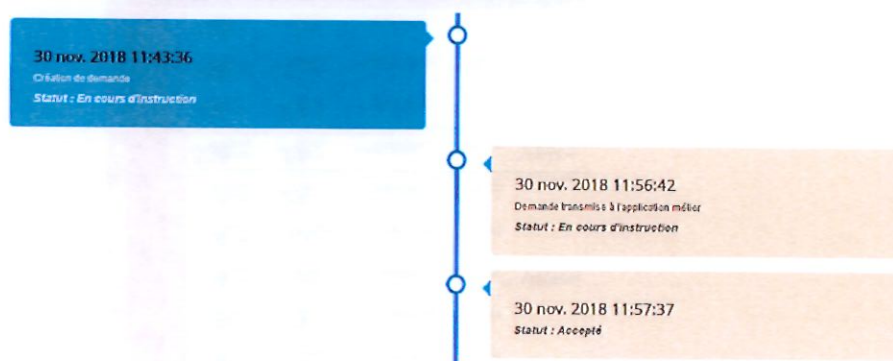 30 nov. 2018 11:43:36
Création de demande
Statut : En cours d'instruction
30 nov. 2018 11:56:42
Demande transmise à l'application métier
Statut : En cours d'instruction
30 nov. 2018 11:57:37
Statut : Accepté